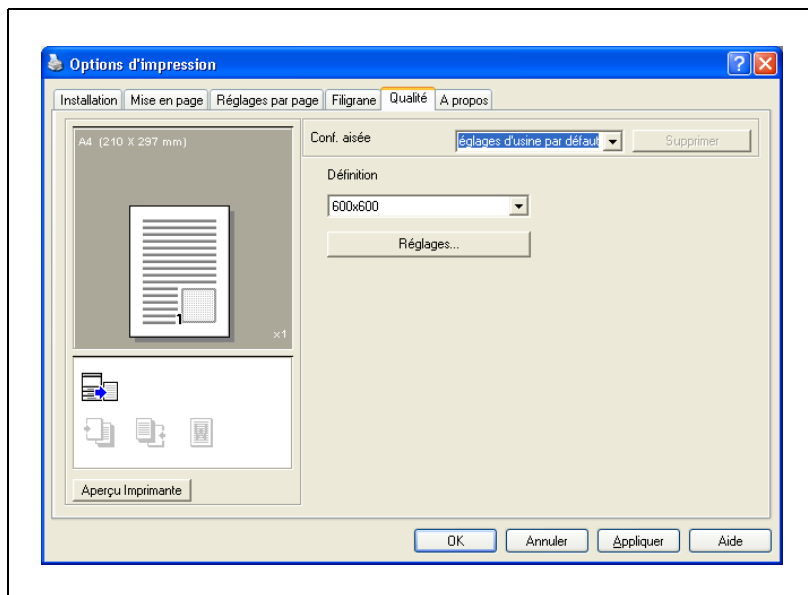 Options d'impression
Installation Mise en page Réglages par page Filigrane Qualité A propos
A4 (210 X 297 mm)
Conf. aisée églages d'usine par défaut Supprimer
Définition
600x600
Réglages...
1
x1
Aperçu Imprimante
OK Annuler Appliquer Aide